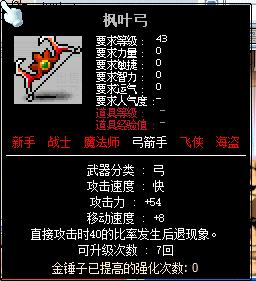 枫叶弓
要求等级： 43
要求力量： 0
要求敏捷： 0
要求智力： 0
要求运气： 0
要求人气度： -
道具等级： -
道具经验值： -
新手 战士 魔法师 弓箭手 飞侠 海盗
武器分类： 弓
攻击速度： 快
攻击力： +54
移动速度： +8
直接攻击时40的比率发生后退现象。
可升级次数： 7回
金锤子已提高的强化次数: 0